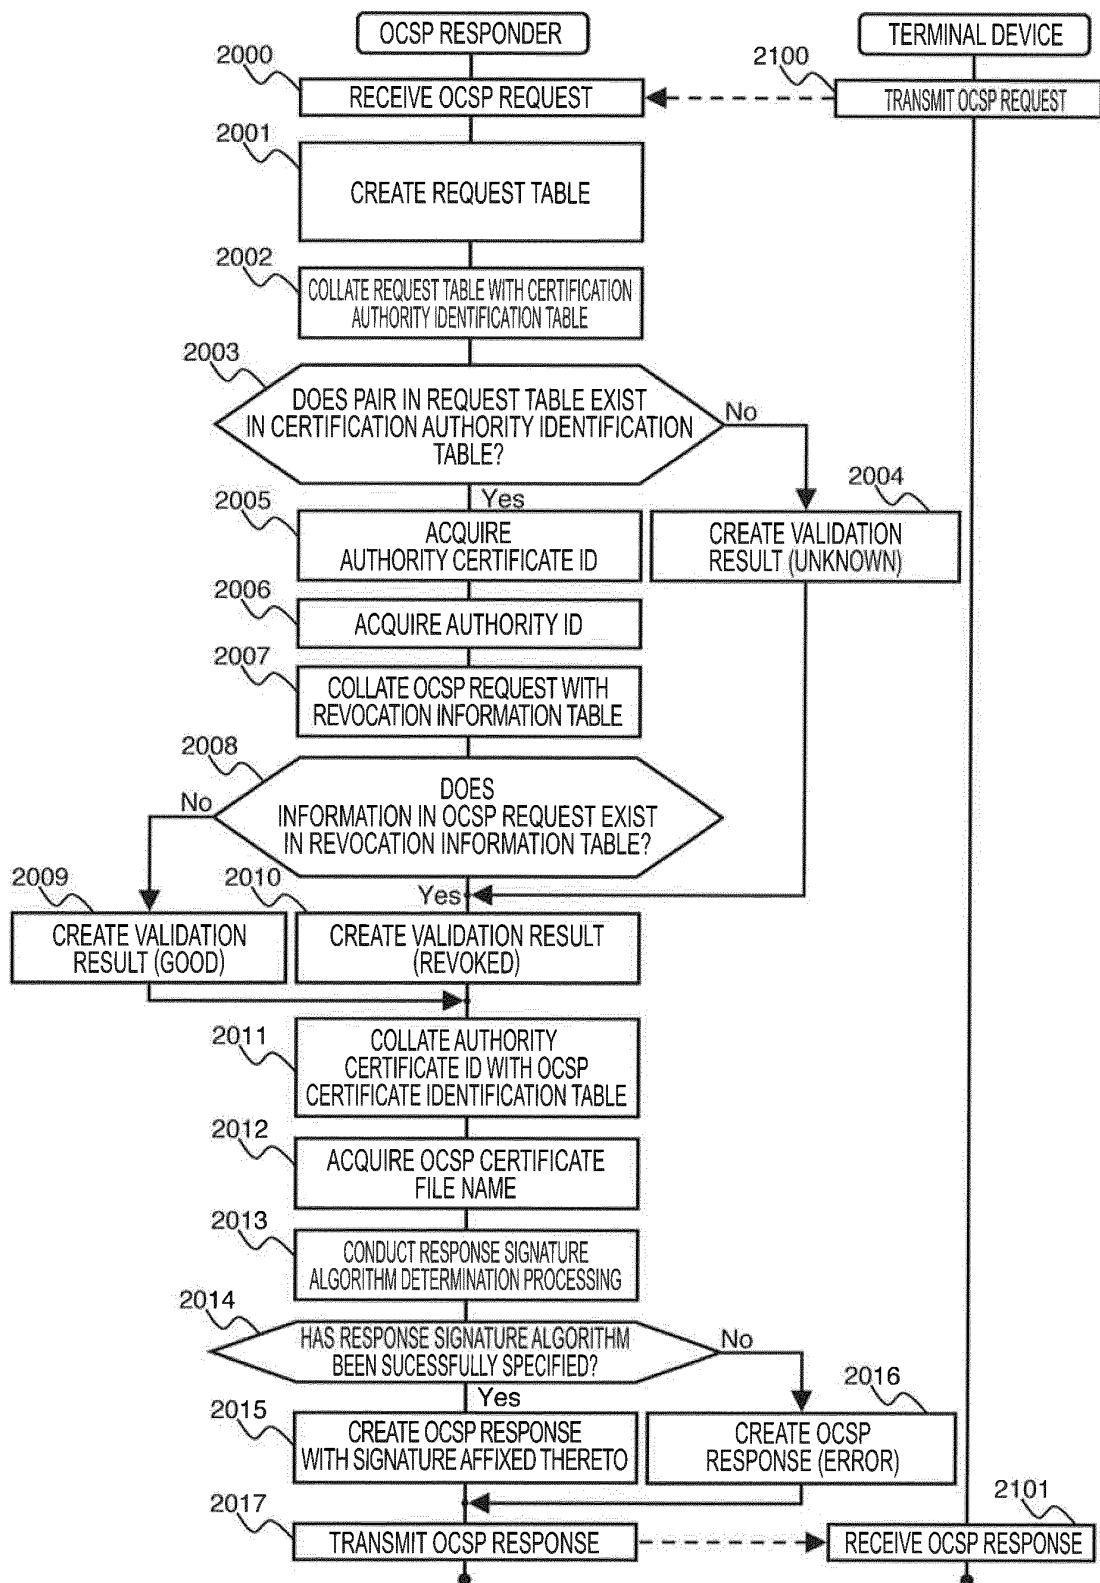 OCSP RESPONDER
TERMINAL DEVICE
2000
RECEIVE OCSP REQUEST
2100
TRANSMIT OCSP REQUEST
2001
CREATE REQUEST TABLE
2002
COLLATE REQUEST TABLE WITH CERTIFICATION
AUTHORITY IDENTIFICATION TABLE
2003
DOES PAIR IN REQUEST TABLE EXIST
IN CERTIFICATION AUTHORITY IDENTIFICATION
TABLE?
No
Yes
2004
CREATE VALIDATION
RESULT (UNKNOWN)
2005
ACQUIRE
AUTHORITY CERTIFICATE ID
2006
ACQUIRE AUTHORITY ID
2007
COLLATE OCSP REQUEST WITH
REVOCATION INFORMATION TABLE
2008
DOES
INFORMATION IN OCSP REQUEST EXIST
IN REVOCATION INFORMATION TABLE?
No
Yes
2009
CREATE VALIDATION
RESULT (GOOD)
2010
CREATE VALIDATION RESULT
(REVOKED)
2011
COLLATE AUTHORITY
CERTIFICATE ID WITH OCSP
CERTIFICATE IDENTIFICATION TABLE
2012
ACQUIRE OCSP CERTIFICATE
FILE NAME
2013
CONDUCT RESPONSE SIGNATURE
ALGORITHM DETERMINATION PROCESSING
2014
HAS RESPONSE SIGNATURE ALGORITHM
BEEN SUCESSFULLY SPECIFIED?
No
Yes
2015
CREATE OCSP RESPONSE
WITH SIGNATURE AFFIXED THERETO
2016
CREATE OCSP
RESPONSE (ERROR)
2017
TRANSMIT OCSP RESPONSE
2101
RECEIVE OCSP RESPONSE